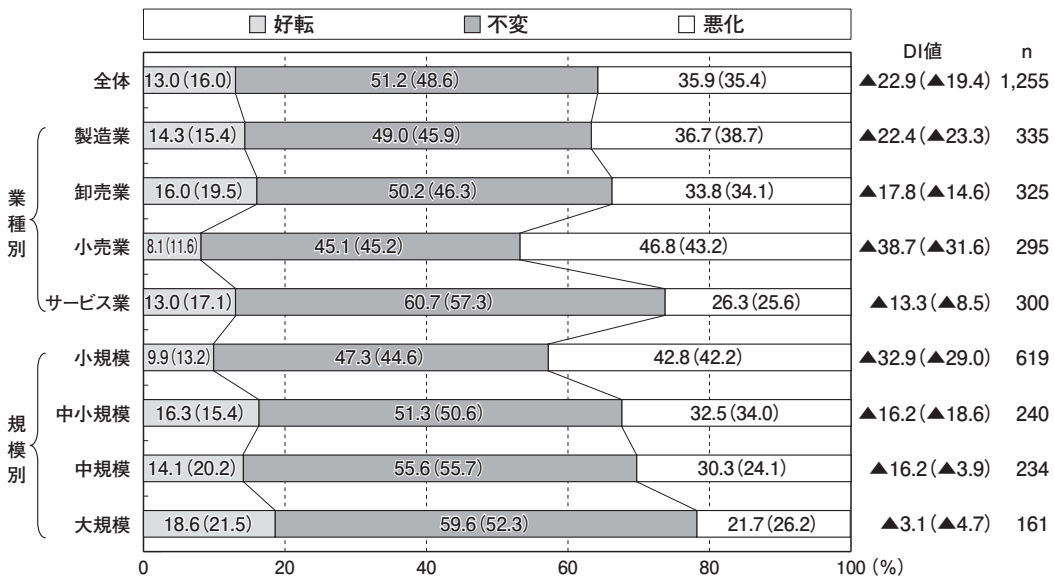 好転 不変 悪化
DI値 n
全体 13.0(16.0) 51.2(48.6) 35.9(35.4) ▲22.9(▲19.4) 1,255
業種別
製造業 14.3(15.4) 49.0(45.9) 36.7(38.7) ▲22.4(▲23.3) 335
卸売業 16.0(19.5) 50.2(46.3) 33.8(34.1) ▲17.8(▲14.6) 325
小売業 8.1(11.6) 45.1(45.2) 46.8(43.2) ▲38.7(▲31.6) 295
サービス業 13.0(17.1) 60.7(57.3) 26.3(25.6) ▲13.3(▲8.5) 300
規模別
小規模 9.9(13.2) 47.3(44.6) 42.8(42.2) ▲32.9(▲29.0) 619
中小規模 16.3(15.4) 51.3(50.6) 32.5(34.0) ▲16.2(▲18.6) 240
中規模 14.1(20.2) 55.6(55.7) 30.3(24.1) ▲16.2(▲3.9) 234
大規模 18.6(21.5) 59.6(52.3) 21.7(26.2) ▲3.1(▲4.7) 161
0 20 40 60 80 100 (%)